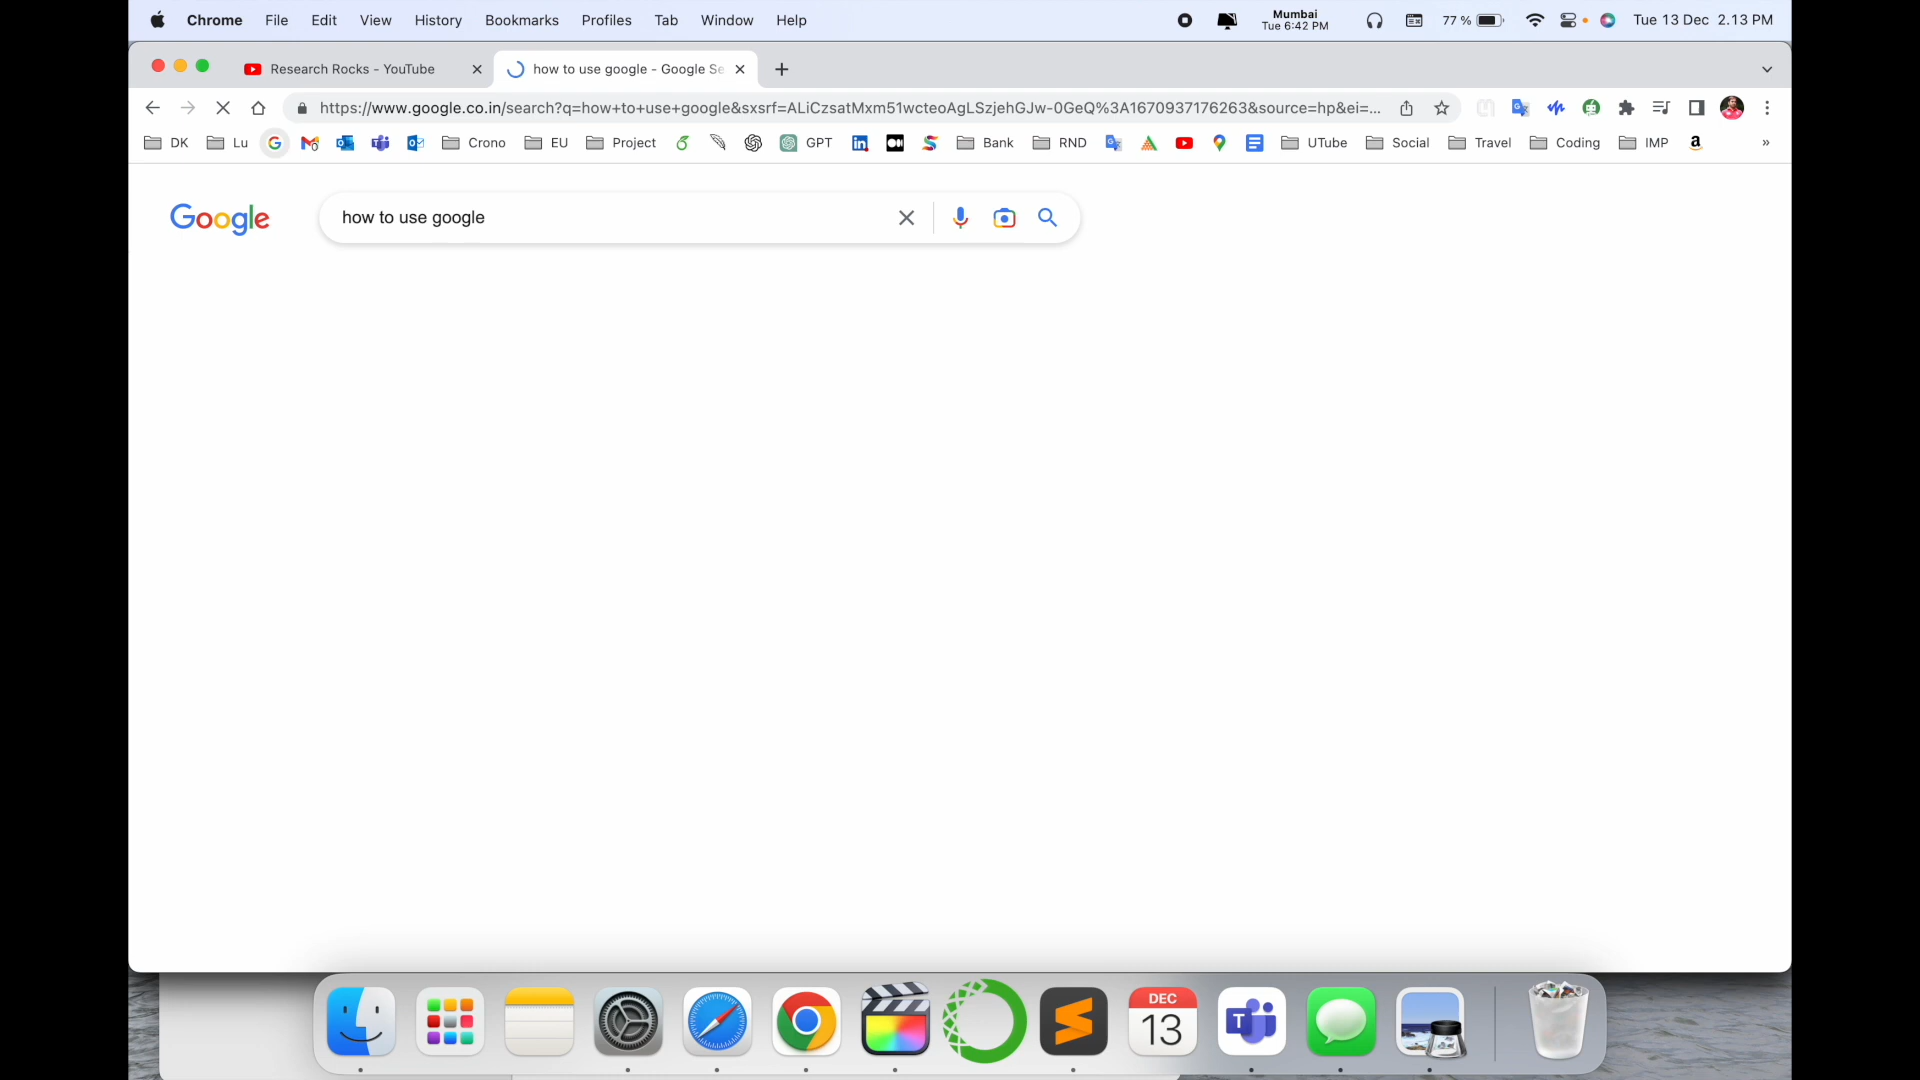 Chrome File Edit View History Bookmarks Profiles Tab Window Help
Mumbai
Tue 6:42 PM
77 %
Tue 13 Dec 2.13 PM
Research Rocks - YouTube
how to use google - Google Se
https://www.google.co.in/search?q=how+to+use+google&sxsrf=ALiCzsatMxm51wcteoAgLSzjehGJw-0GeQ%3A1670937176263&source=hp&ei=...
DK Lu Crono EU Project GPT Bank RND UTube Social Travel Coding IMP »
Google
how to use google
DEC
13
T